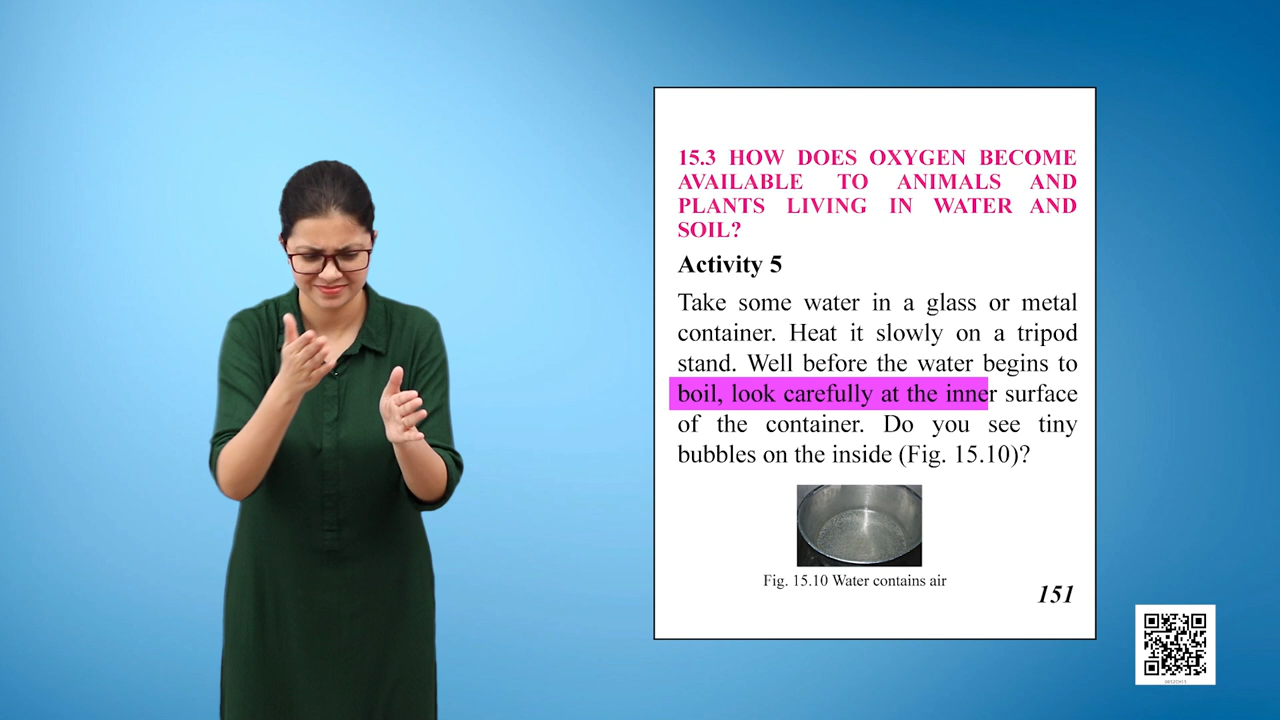 15.3 HOW DOES OXYGEN BECOME
AVAILABLE TO ANIMALS AND
PLANTS LIVING IN WATER AND
SOIL?
Activity 5
Take some water in a glass or metal
container. Heat it slowly on a tripod
stand. Well before the water begins to
boil, look carefully at the inner surface
of the container. Do you see tiny
bubbles on the inside (Fig. 15.10)?
Fig. 15.10 Water contains air
151